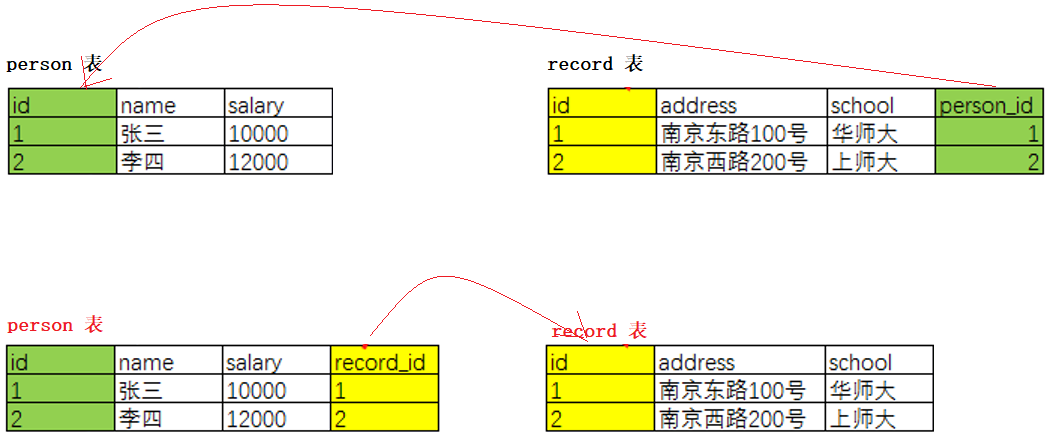 person 表 record 表
id name salary id address school person_id
1 张三 10000 1 南京东路100号 华师大 1
2 李四 12000 2 南京西路200号 上师大 2
person 表 record 表
id name salary record_id id address school
1 张三 10000 1 1 南京东路100号 华师大
2 李四 12000 2 2 南京西路200号 上师大